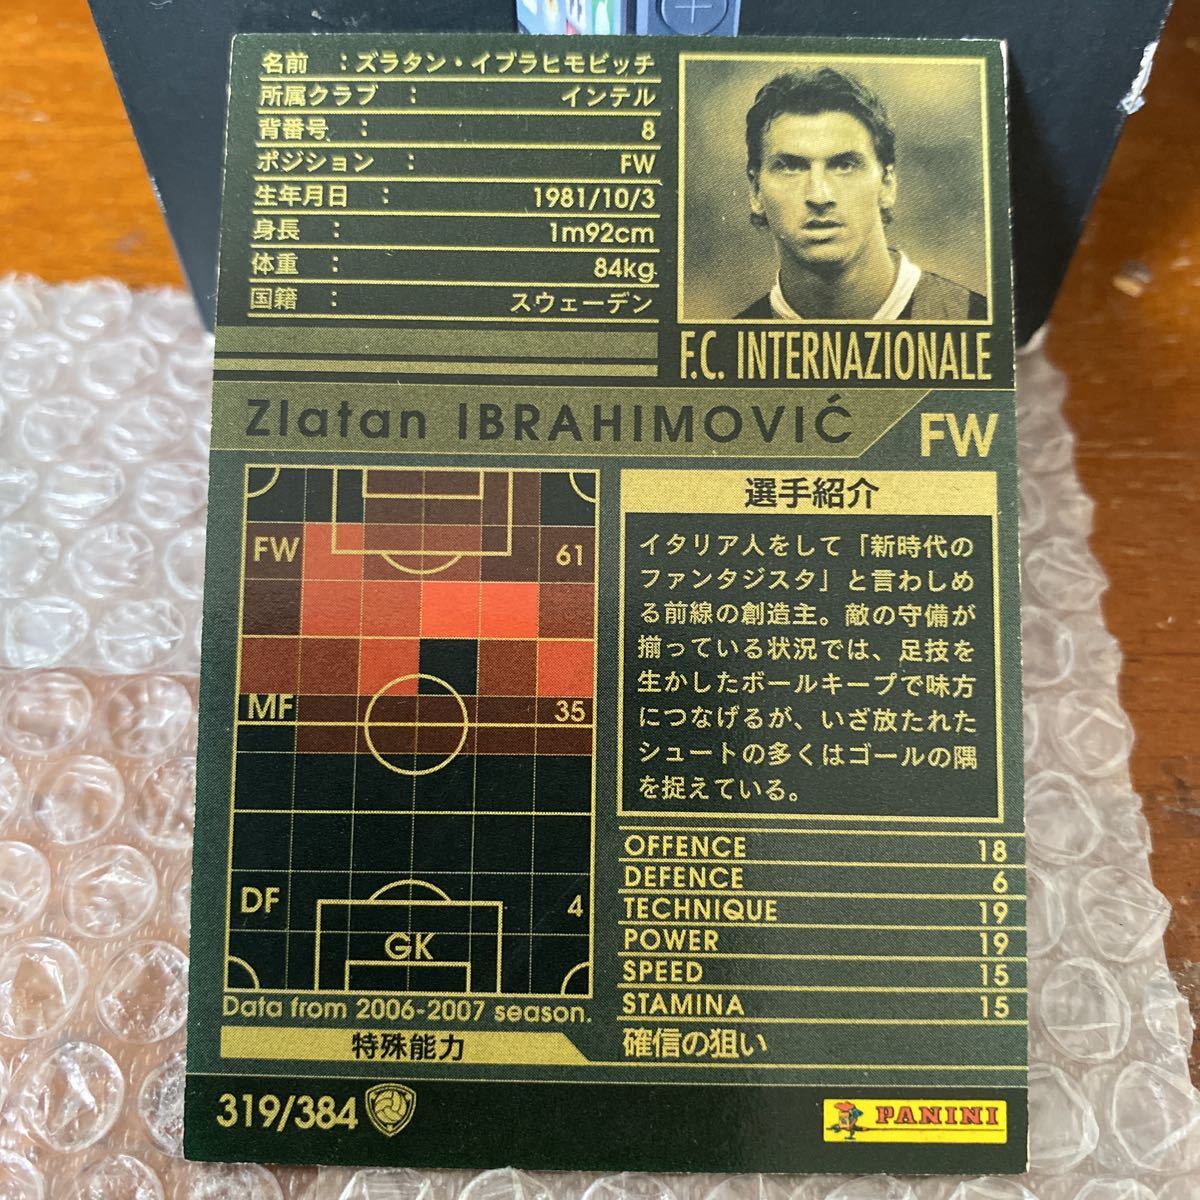 名前 : ズラタン・イブラヒモビッチ
所属クラブ : インテル
背番号 : 8
ポジション : FW
生年月日 : 1981/10/3
身長 : 1m92cm
体重 : 84kg
国籍 : スウェーデン
F.C. INTERNAZIONALE
Zlatan IBRAHIMOVIĆ
FW
FW 61
MF 35
DF 4
GK
Data from 2006-2007 season.
選手紹介
イタリア人をして「新時代の
ファンタジスタ」と言わしめ
る前線の創造主。敵の守備が
揃っている状況では、足技を
生かしたボールキープで味方
につなげるが、いざ放たれた
シュートの多くはゴールの隅
を捉えている。
OFFENCE 18
DEFENCE 6
TECHNIQUE 19
POWER 19
SPEED 15
STAMINA 15
特殊能力
確信の狙い
319/384
PANINI